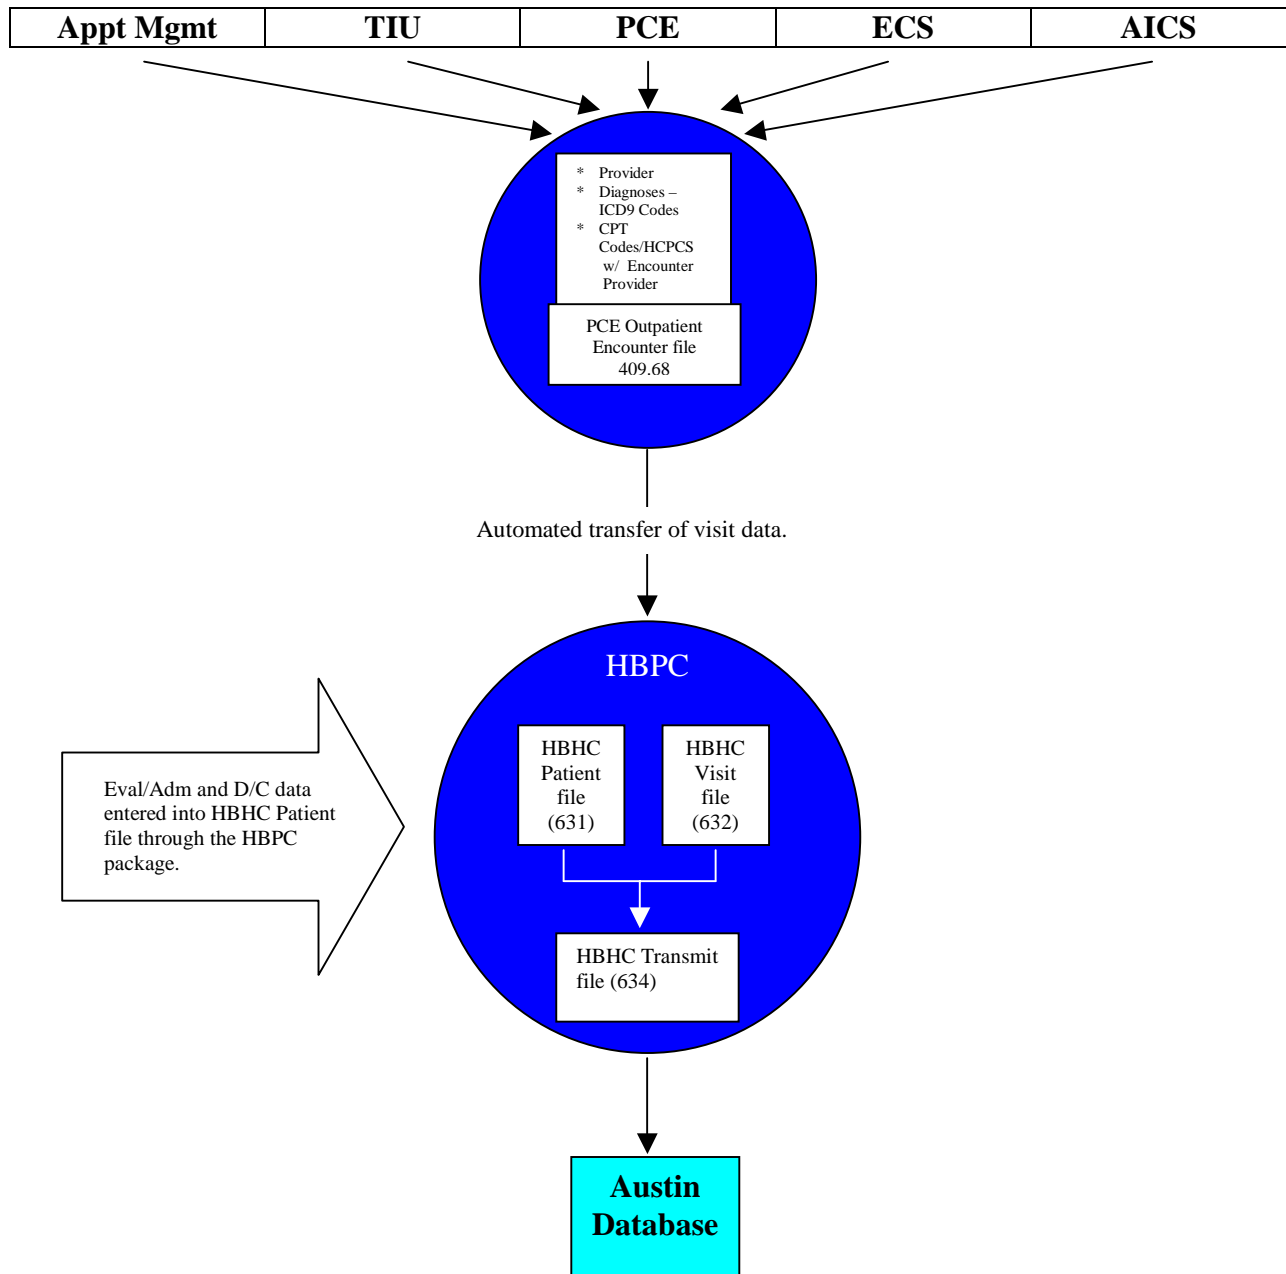 Appt Mgmt TIU PCE ECS AICS
* Provider
* Diagnoses –
ICD9 Codes
* CPT
Codes/HCPCS
w/ Encounter
Provider
PCE Outpatient
Encounter file
409.68
Automated transfer of visit data.
HBPC
HBHC
Patient
file
(631)
HBHC
Visit
file
(632)
Eval/Adm and D/C data
entered into HBHC Patient
file through the HBPC
package.
HBHC Transmit
file (634)
Austin
Database